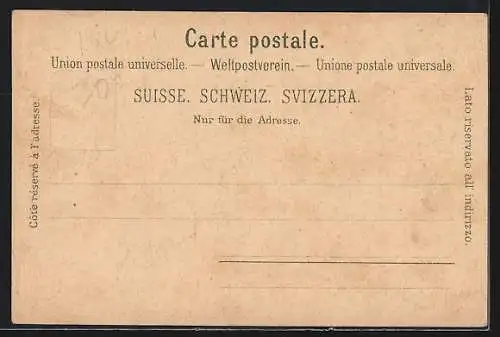 Carte postale.
Union postale universelle. — Weltpostverein. — Unione postale universale.
SUISSE. SCHWEIZ. SVIZZERA.
Nur für die Adresse.
Côté réservé à l'adresse.
Lato riservato all' indirizzo.